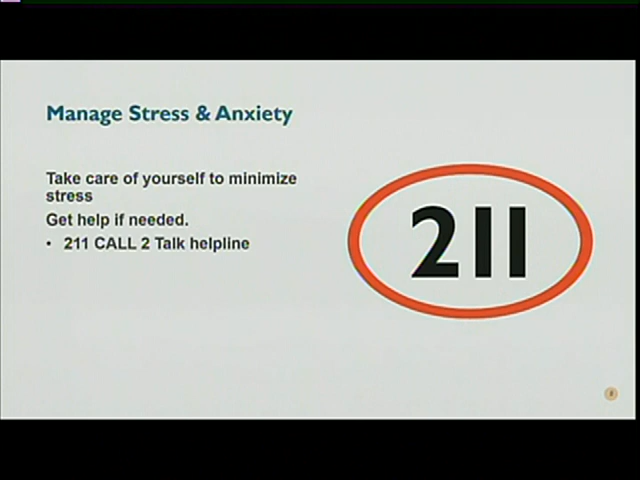 Manage Stress & Anxiety
Take care of yourself to minimize
stress
Get help if needed.
• 211 CALL 2 Talk helpline
211